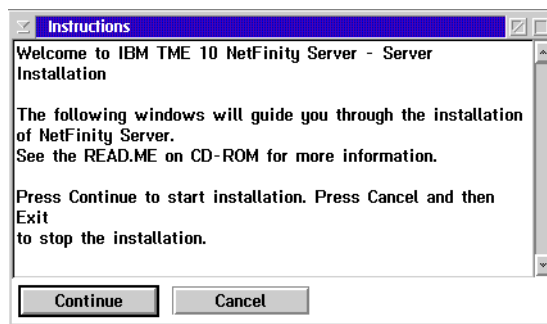 Instructions
Welcome to IBM TME 10 NetFinity Server - Server
Installation
The following windows will guide you through the installation
of NetFinity Server.
See the READ.ME on CD-ROM for more information.
Press Continue to start installation. Press Cancel and then
Exit
to stop the installation.
Continue Cancel